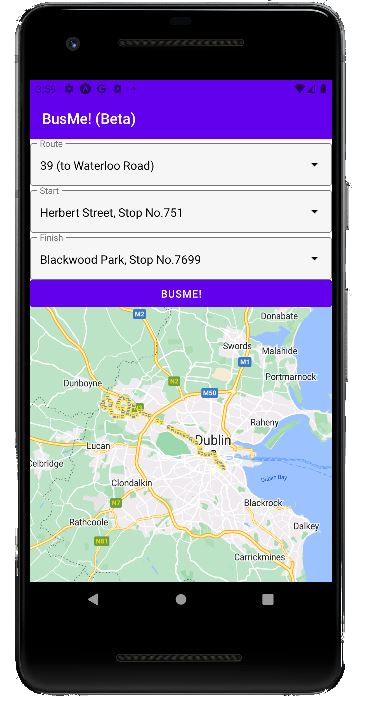 3:59
BusMe! (Beta)
Route
39 (to Waterloo Road)
Start
Herbert Street, Stop No.751
Finish
Blackwood Park, Stop No.7699
BUSME!
M2
Donabate
Swords
M1
Malahide
Portmarnock
Dunboyne
N2
M50
Raheny
Lucan
Dublin
Celbridge
Clondalkin
Dublin Bay
N7
Blackrock
Rathcoole
Dalkey
N81
Carrickmines